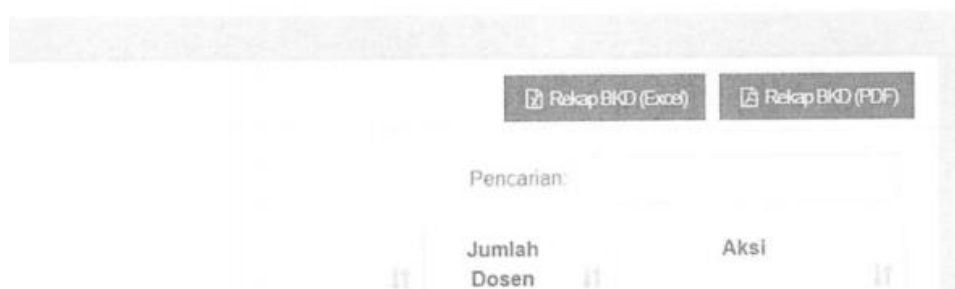 Rekap BKD (Excel) Rekap BKD (PDF)
Pencarian:
Jumlah Aksi
Dosen